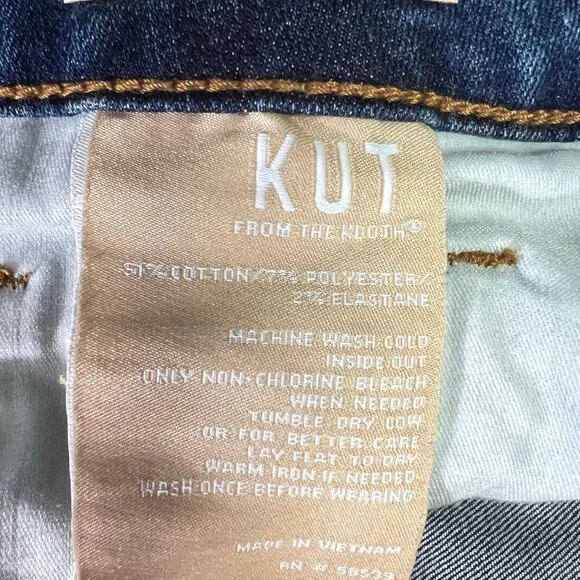 KUT
FROM THE KLOTH®
91% COTTON/7% POLYESTER/
2% ELASTANE
MACHINE WASH COLD
INSIDE OUT
ONLY NON-CHLORINE BLEACH
WHEN NEEDED
TUMBLE DRY LOW
OR FOR BETTER CARE
LAY FLAT TO DRY
WARM IRON IF NEEDED
WASH ONCE BEFORE WEARING
MADE IN VIETNAM
RN # 58529